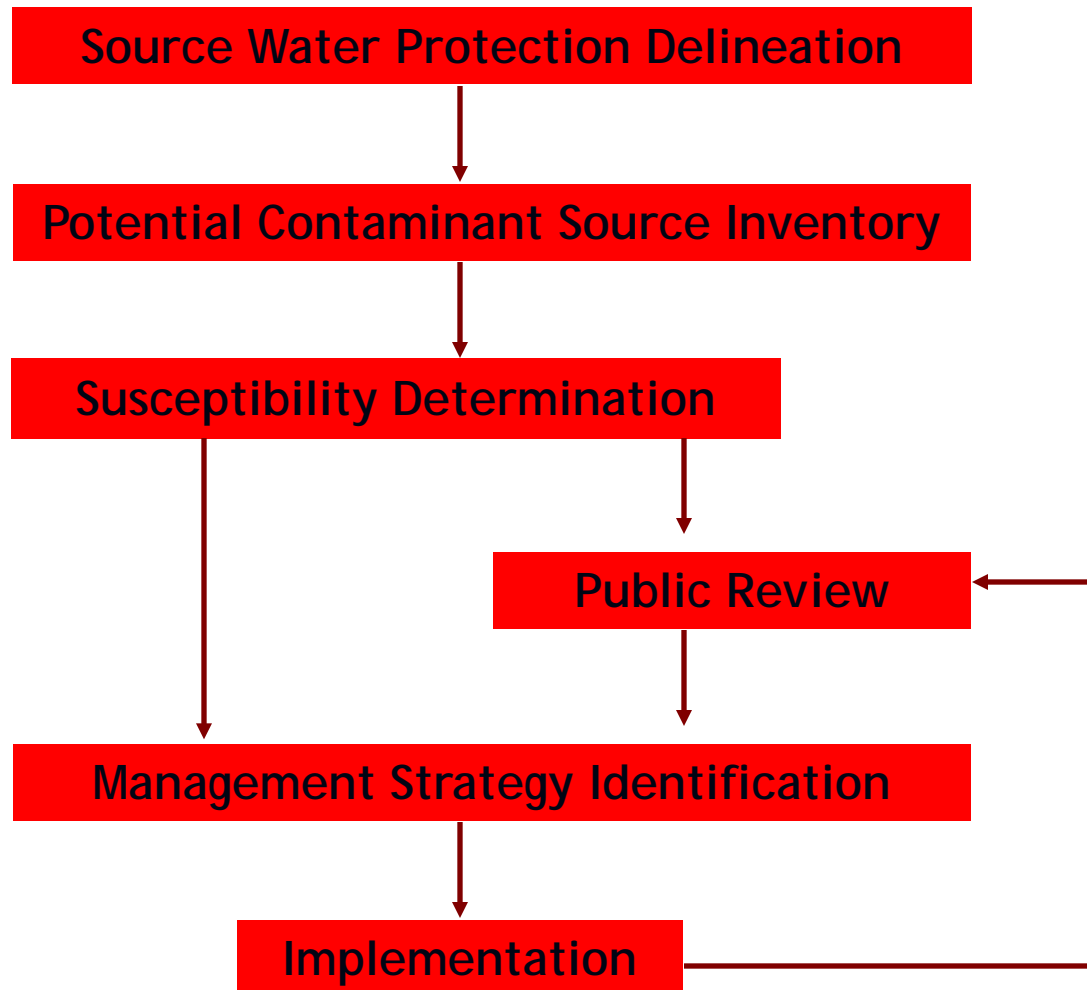 Source Water Protection Delineation
Potential Contaminant Source Inventory
Susceptibility Determination
Public Review
Management Strategy Identification
Implementation